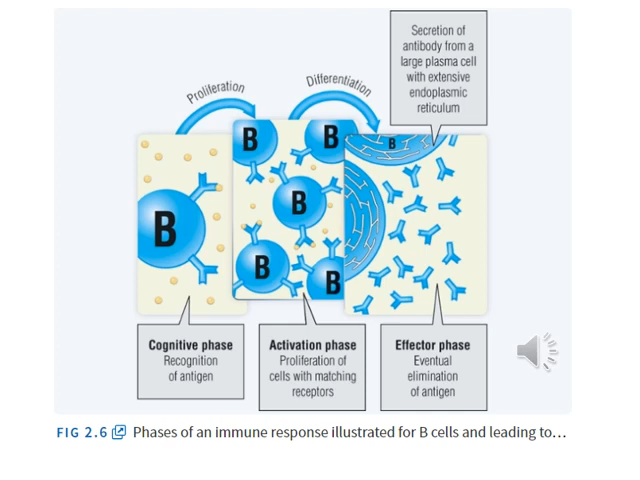 Secretion of
antibody from a
large plasma cell
with extensive
endoplasmic
reticulum
Proliferation
Differentiation
B
B
B
B
B
B
B
Cognitive phase
Recognition
of antigen
Activation phase
Proliferation of
cells with matching
receptors
Effector phase
Eventual
elimination
of antigen
FIG 2.6 Phases of an immune response illustrated for B cells and leading to...